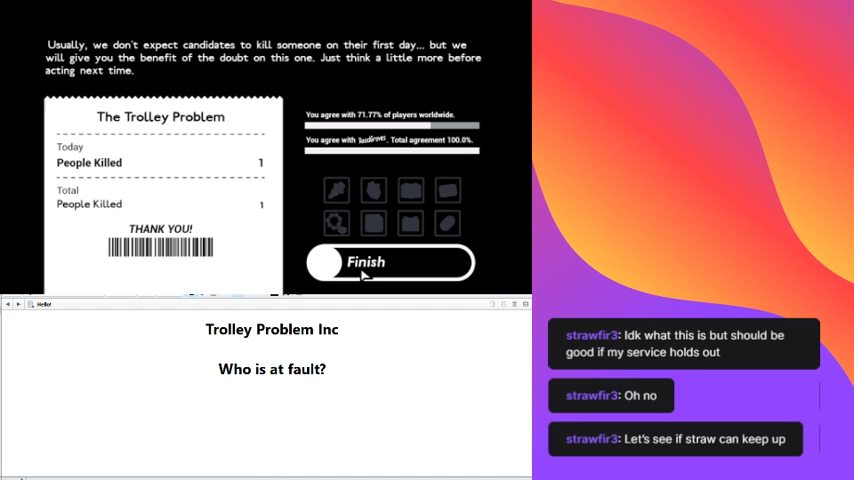 Usually, we don't expect candidates to kill someone on their first day... but we
will give you the benefit of the doubt on this one. Just think a little more before
acting next time.
The Trolley Problem
Today
People Killed 1
Total
People Killed 1
THANK YOU!
You agree with 71.77% of players worldwide.
You agree with . Total agreement 100.0%.
Finish
Hello!
Trolley Problem Inc
Who is at fault?
strawfir3: Idk what this is but should be
good if my service holds out
strawfir3: Oh no
strawfir3: Let's see if straw can keep up